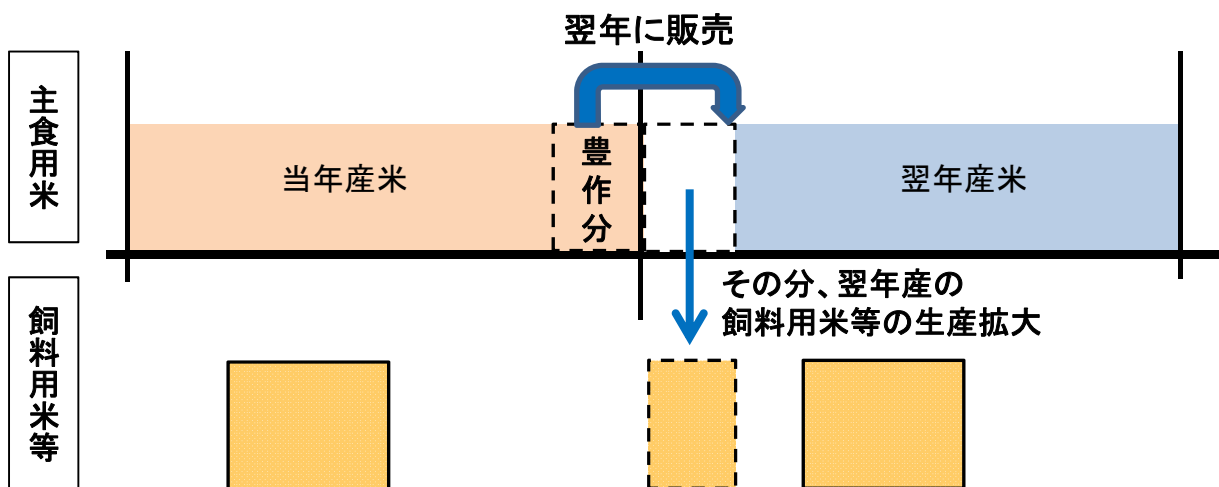 翌年に販売
主食用米
当年産米
豊作分
翌年産米
その分、翌年産の
飼料用米等の生産拡大
飼料用米等